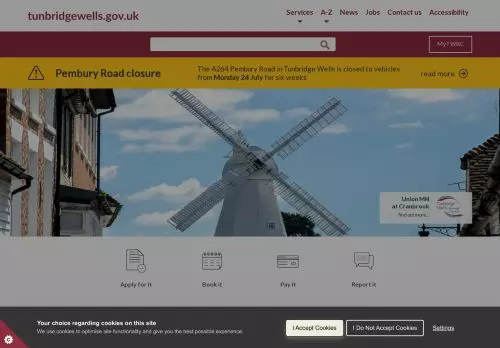 tunbridgewells.gov.uk
Services A-Z News Jobs Contact us Accessibility
MyTWBC
Pembury Road closure
The A264 Pembury Road in Tunbridge Wells is closed to vehicles
from Monday 24 July for six weeks
read more
Union Mill
at Cranbrook
find out more...
Apply for it Book it Pay it Report it
Your choice regarding cookies on this site
We use cookies to optimise site functionality and give you the best possible experience.
I Accept Cookies I Do Not Accept Cookies Settings